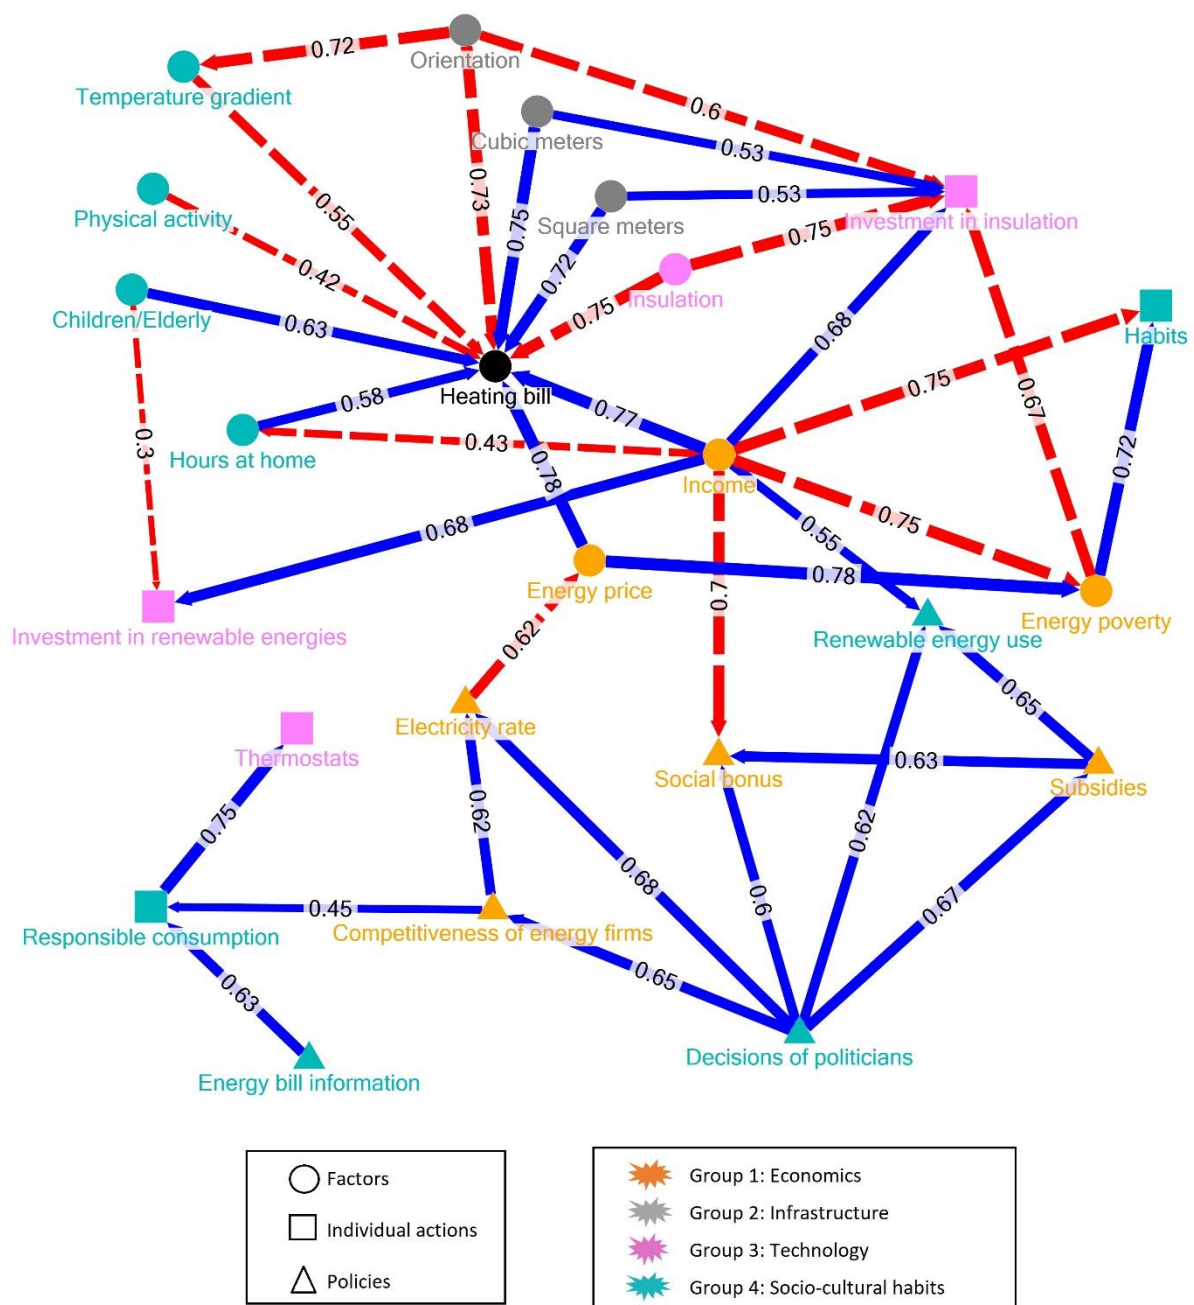 0.72
Orientation
Temperature gradient
0.6
Cubic meters
0.53
0.73
0.75
0.55
Physical activity
0.53
Square meters
Investment in insulation
0.75
0.72
0.42
Insulation
0.75
Children/Elderly
0.63
0.68
Habits
Heating bill
0.75
0.67
0.58
0.77
0.43
0.3
Hours at home
0.72
0.78
Income
0.75
0.68
0.55
0.78
Energy price
0.7
Energy poverty
Investment in renewable energies
Renewable energy use
0.62
0.65
Electricity rate
Thermostats
0.63
Social bonus
Subsidies
0.75
0.62
0.62
0.68
0.6
0.67
0.45
Responsible consumption
Competitiveness of energy firms
0.65
0.63
Decisions of politicians
Energy bill information
Factors
Individual actions
Policies
Group 1: Economics
Group 2: Infrastructure
Group 3: Technology
Group 4: Socio-cultural habits